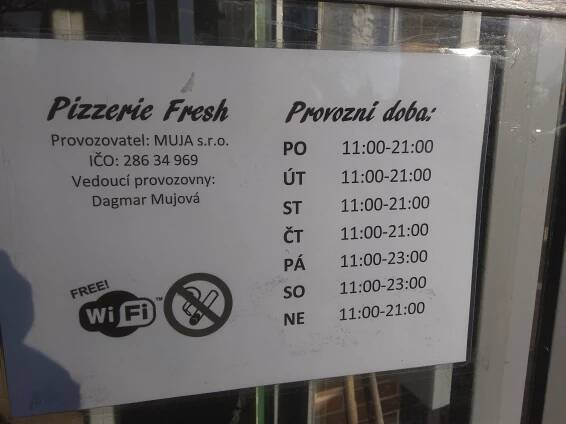 Pizzerie Fresh
Provozovatel: MUJA s.r.o.
IČO: 286 34 969
Vedoucí provozovny:
Dagmar Mujová
FREE!
Wi Fi™
Provozni doba:
PO 11:00-21:00
ÚT 11:00-21:00
ST 11:00-21:00
ČT 11:00-21:00
PÁ 11:00-23:00
SO 11:00-23:00
NE 11:00-21:00